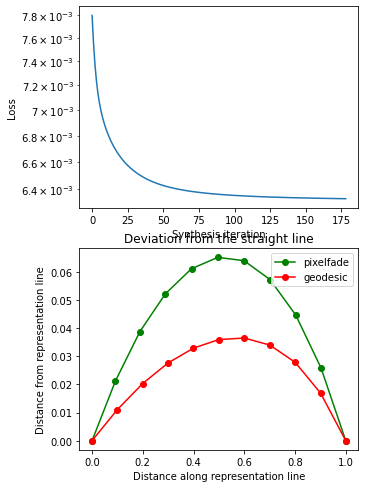 7.8 × 10⁻³
7.6 × 10⁻³
7.4 × 10⁻³
7.2 × 10⁻³
7 × 10⁻³
6.8 × 10⁻³
6.6 × 10⁻³
6.4 × 10⁻³
Loss
0 25 50 75 100 125 150 175
Synthesis iteration
Deviation from the straight line
pixelfade
geodesic
0.06
0.05
0.04
0.03
0.02
0.01
0.00
Distance from representation line
0.0 0.2 0.4 0.6 0.8 1.0
Distance along representation line